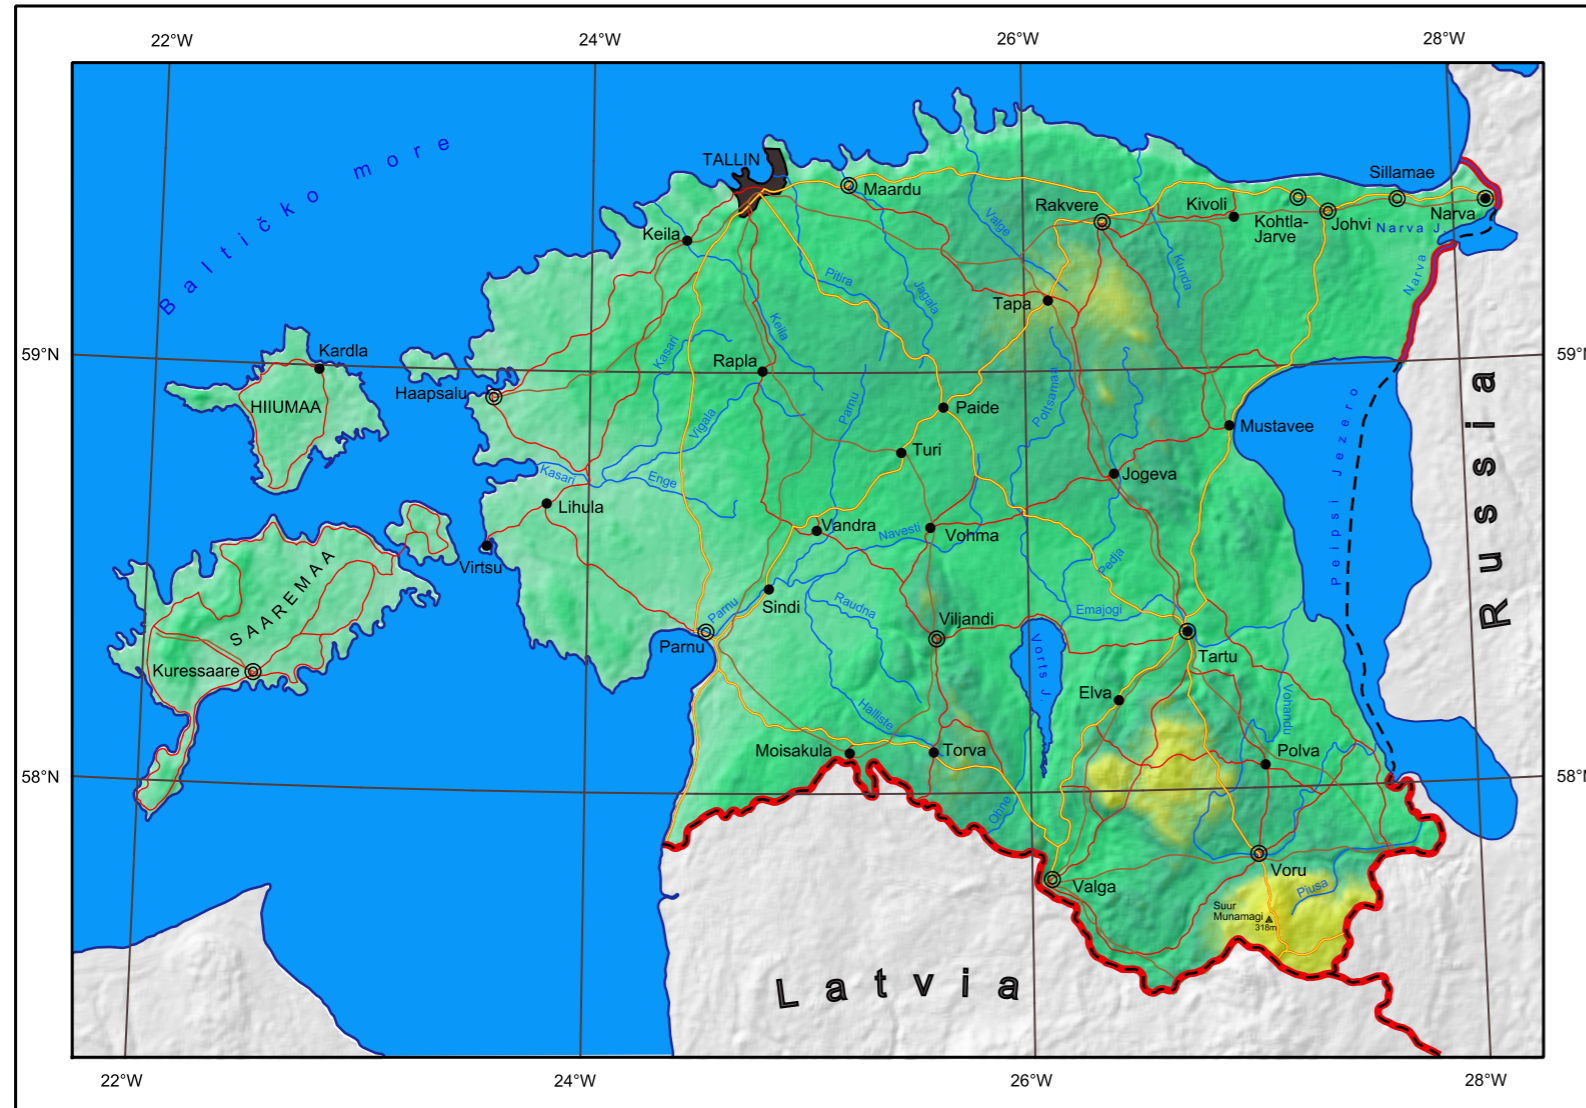 22°W
24°W
26°W
28°W
Baltičko more
TALLIN
Maardu
Sillamae
Rakvere
Kivoli
Kohtla-
Jarve
Johvi
Narva
Narva J.
Narva
Keila
Valge
Kunda
Pitira
Jagala
Tapa
Keila
Kasari
59°N
59°N
Kardla
Rapla
Haapsalu
HIIUMAA
Parnu
Poltsamaa
Paide
Mustavee
Peipsi Jezero
Russia
Vigala
Turi
Jogeva
Kasari
Enge
Lihula
Vandra
Navesti
Vohma
Virtsu
Pedja
SAAREMAA
Sindi
Raudna
Parnu
Emajogi
Viljandi
Parnu
Vorts J.
Tartu
Kuressaare
Elva
Vohandu
Halliste
Moisakula
Torva
Polva
58°N
58°N
Ohne
Voru
Valga
Piusa
Suur
Munamagi
318m
Latvia
22°W
24°W
26°W
28°W